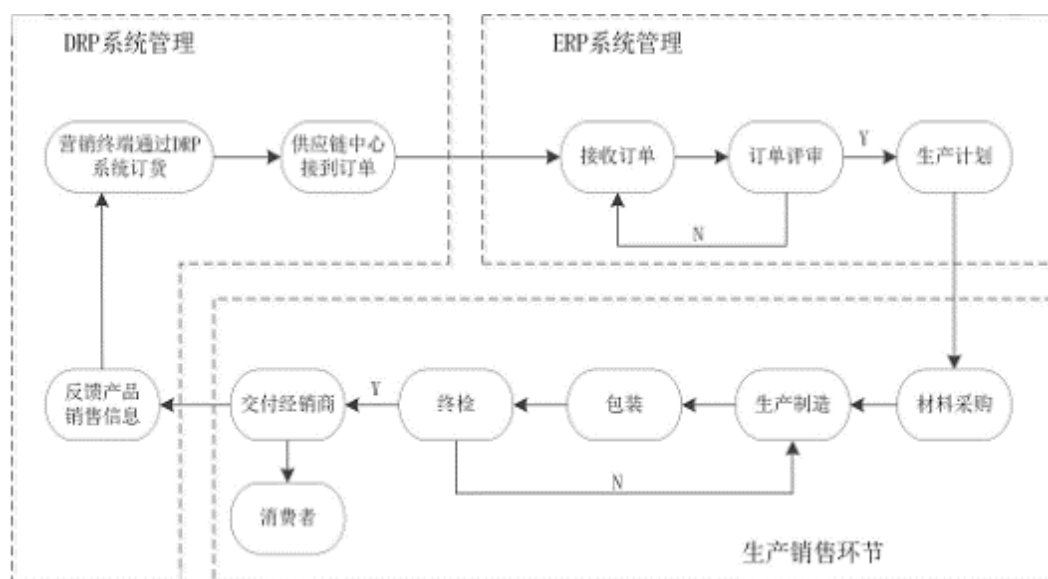 DRP系统管理
ERP系统管理
营销终端通过DRP
系统订货
供应链中心
接到订单
接收订单
订单评审
Y
生产计划
N
反馈产品
销售信息
交付经销商
Y
终检
包装
生产制造
材料采购
N
消费者
生产销售环节